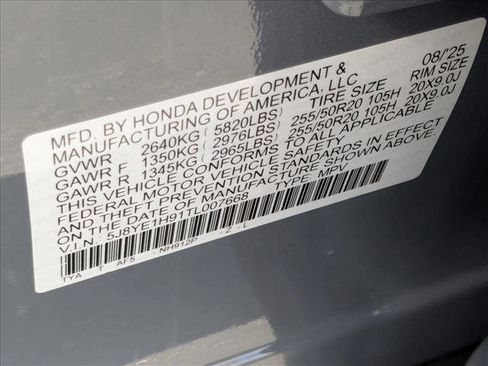 MFD. BY HONDA DEVELOPMENT & 08/'25
MANUFACTURING OF AMERICA, LLC
TIRE SIZE RIM SIZE
GVWR 2640KG (5820LBS)
GAWR F 1350KG (2976LBS) 255/50R20 105H 20X9.0J
GAWR R 1345KG (2965LBS) 255/50R20 105H 20X9.0J
THIS VEHICLE CONFORMS TO ALL APPLICABLE
FEDERAL MOTOR VEHICLE SAFETY
AND THEFT PREVENTION STANDARDS IN EFFECT
ON THE DATE OF MANUFACTURE SHOWN ABOVE.
V.I.N.: 5J8YE1H91TL007668 TYPE: MPV
TYA T AF5 -NH912P -Z-L